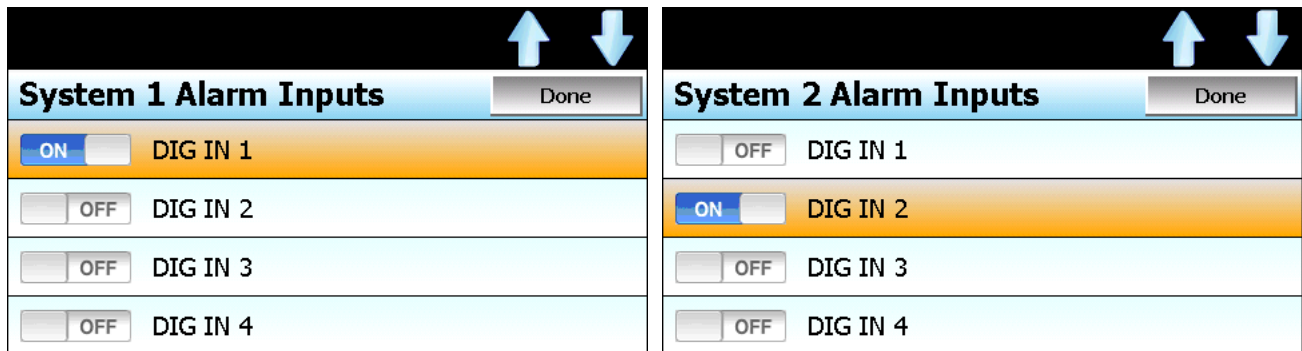 System 1 Alarm Inputs Done
ON DIG IN 1
OFF DIG IN 2
OFF DIG IN 3
OFF DIG IN 4
System 2 Alarm Inputs Done
OFF DIG IN 1
ON DIG IN 2
OFF DIG IN 3
OFF DIG IN 4